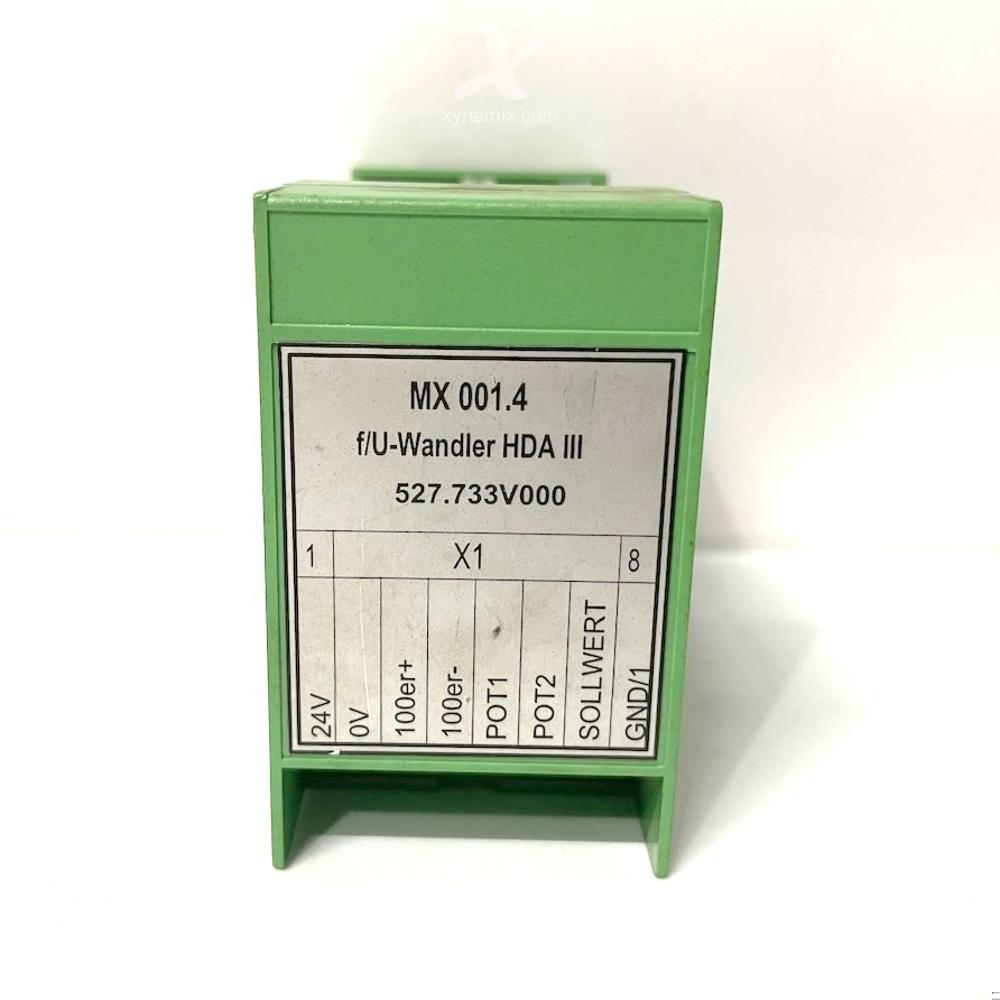 X
xynamix.com
MX 001.4
f/U-Wandler HDA III
527.733V000
1 X1 8
24V
0V
100er+
100er-
POT1
POT2
SOLLWERT
GND/1